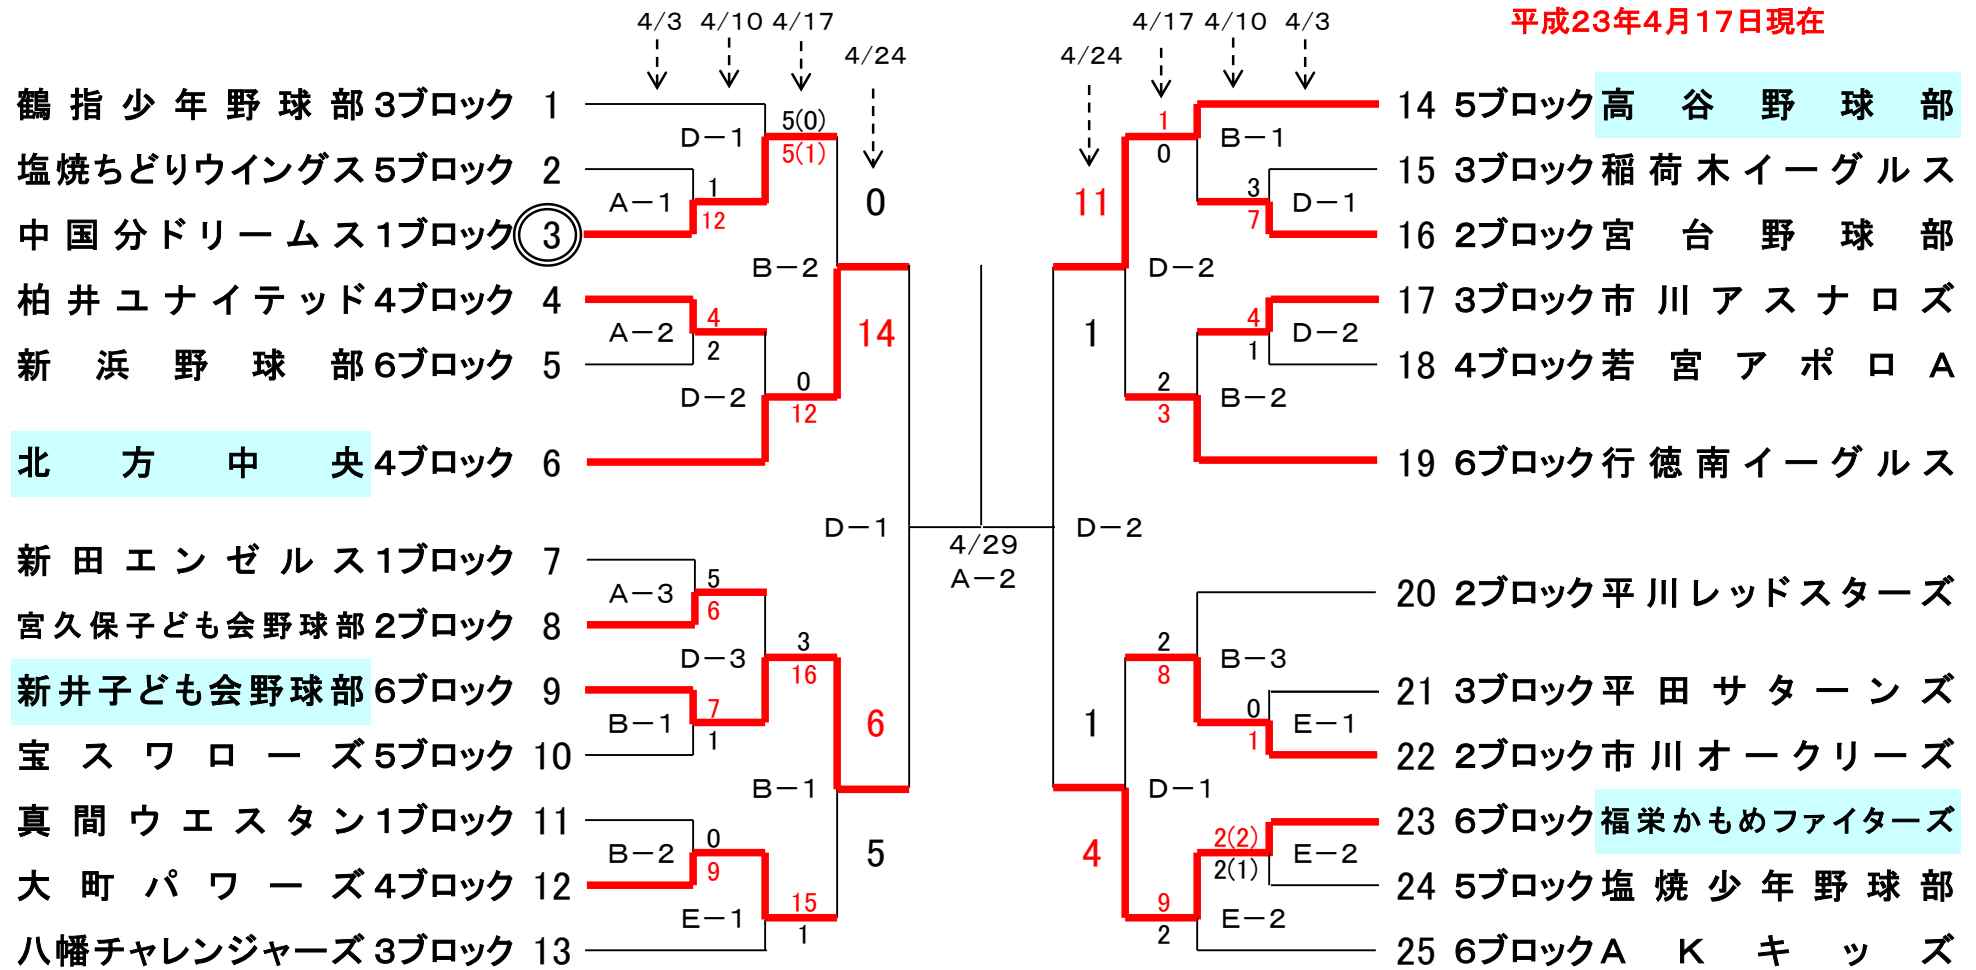 4/3 4/10 4/17 4/17 4/10 4/3 平成23年4月17日現在
4/24 4/24
鶴指少年野球部 3ブロック 1 14 5ブロック 高谷野球部
D-1 5(0) 1 B-1
5(1) 0
塩焼ちどりウイングス 5ブロック 2 15 3ブロック 稲荷木イーグルス
A-1 1 0 11 3 D-1
12 7
中国分ドリームス 1ブロック 3 16 2ブロック 宮台野球部
B-2 D-2
柏井ユナイテッド 4ブロック 4 17 3ブロック 市川アスナロズ
A-2 4 14 1 4 D-2
2 1
新浜野球部 6ブロック 5 18 4ブロック 若宮アポロA
D-2 0 2 B-2
12 3
北方中央 4ブロック 6 19 6ブロック 行徳南イーグルス
D-1 D-2
4/29
A-2
新田エンゼルス 1ブロック 7 20 2ブロック 平川レッドスターズ
A-3 5
6
宮久保子ども会野球部 2ブロック 8
D-3 3 2 B-3
16 8
新井子ども会野球部 6ブロック 9 21 3ブロック 平田サターンズ
B-1 7 6 1 0 E-1
1 1
宝スワローズ 5ブロック 10 22 2ブロック 市川オークリーズ
B-1 D-1
真間ウエスタン 1ブロック 11 23 6ブロック 福栄かもめファイターズ
B-2 0 5 4 2(2) E-2
9 2(1)
大町パワーズ 4ブロック 12 24 5ブロック 塩焼少年野球部
E-1 15 9 E-2
1 2
八幡チャレンジャーズ 3ブロック 13 25 6ブロック AKキッズ